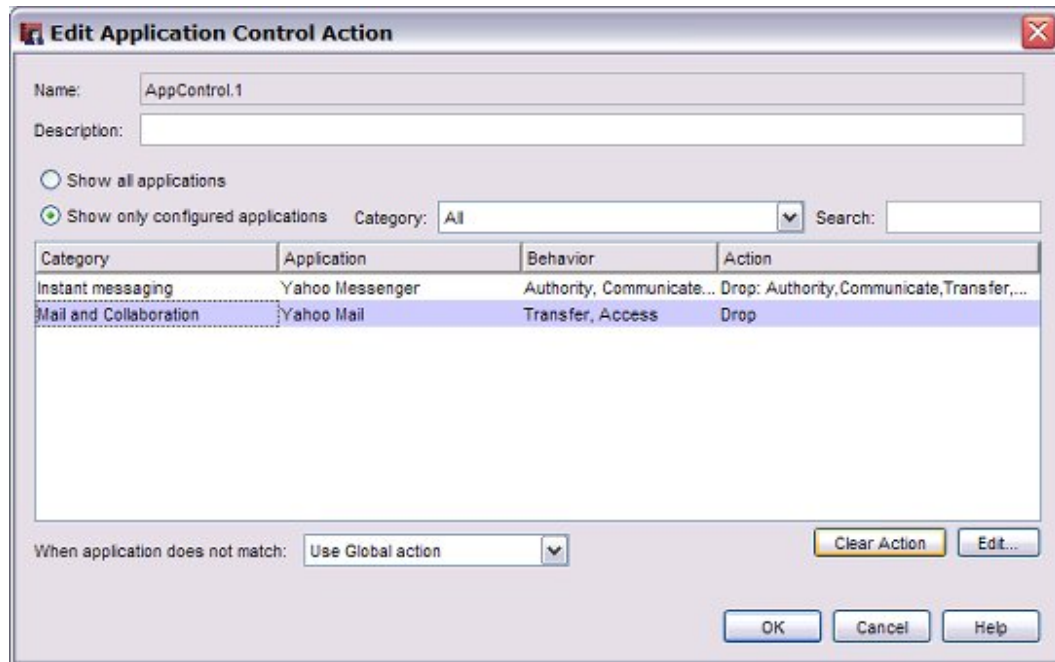 Edit Application Control Action
Name: AppControl.1
Description:
Show all applications
Show only configured applications Category: All Search:
Category Application Behavior Action
Instant messaging Yahoo Messenger Authority, Communicate... Drop: Authority,Communicate,Transfer,...
Mail and Collaboration Yahoo Mail Transfer, Access Drop
When application does not match: Use Global action Clear Action Edit...
OK Cancel Help